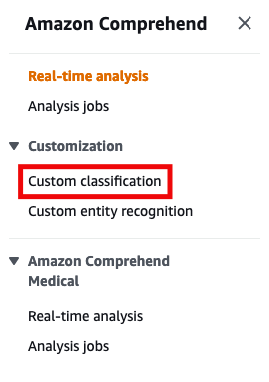 Amazon Comprehend
Real-time analysis
Analysis jobs
Customization
Custom classification
Custom entity recognition
Amazon Comprehend
Medical
Real-time analysis
Analysis jobs